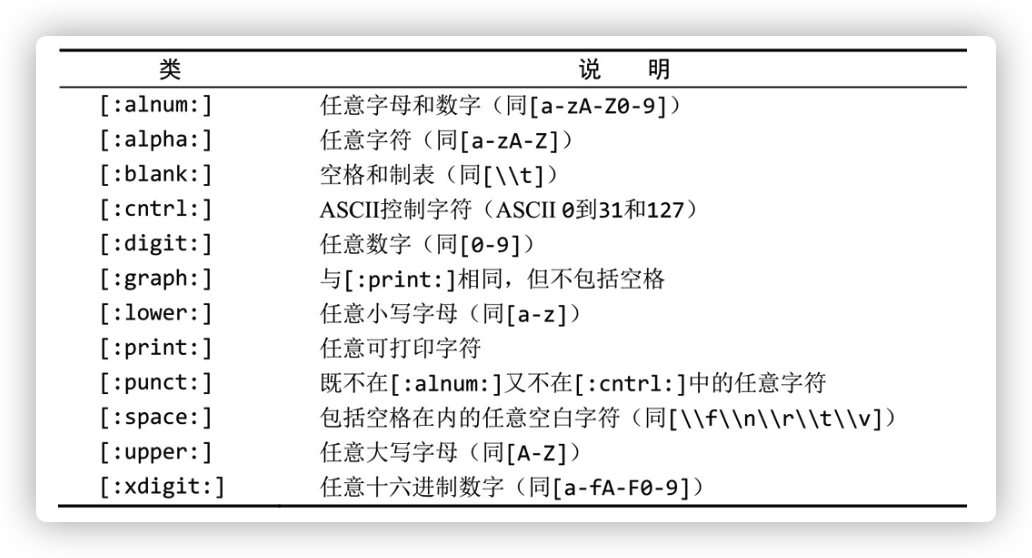 类 说 明
[:alnum:] 任意字母和数字（同[a-zA-Z0-9]）
[:alpha:] 任意字符（同[a-zA-Z]）
[:blank:] 空格和制表（同[\\t]）
[:cntrl:] ASCII控制字符（ASCII 0到31和127）
[:digit:] 任意数字（同[0-9]）
[:graph:] 与[:print:]相同，但不包括空格
[:lower:] 任意小写字母（同[a-z]）
[:print:] 任意可打印字符
[:punct:] 既不在[:alnum:]又不在[:cntrl:]中的任意字符
[:space:] 包括空格在内的任意空白字符（同[\\f\\n\\r\\t\\v]）
[:upper:] 任意大写字母（同[A-Z]）
[:xdigit:] 任意十六进制数字（同[a-fA-F0-9]）